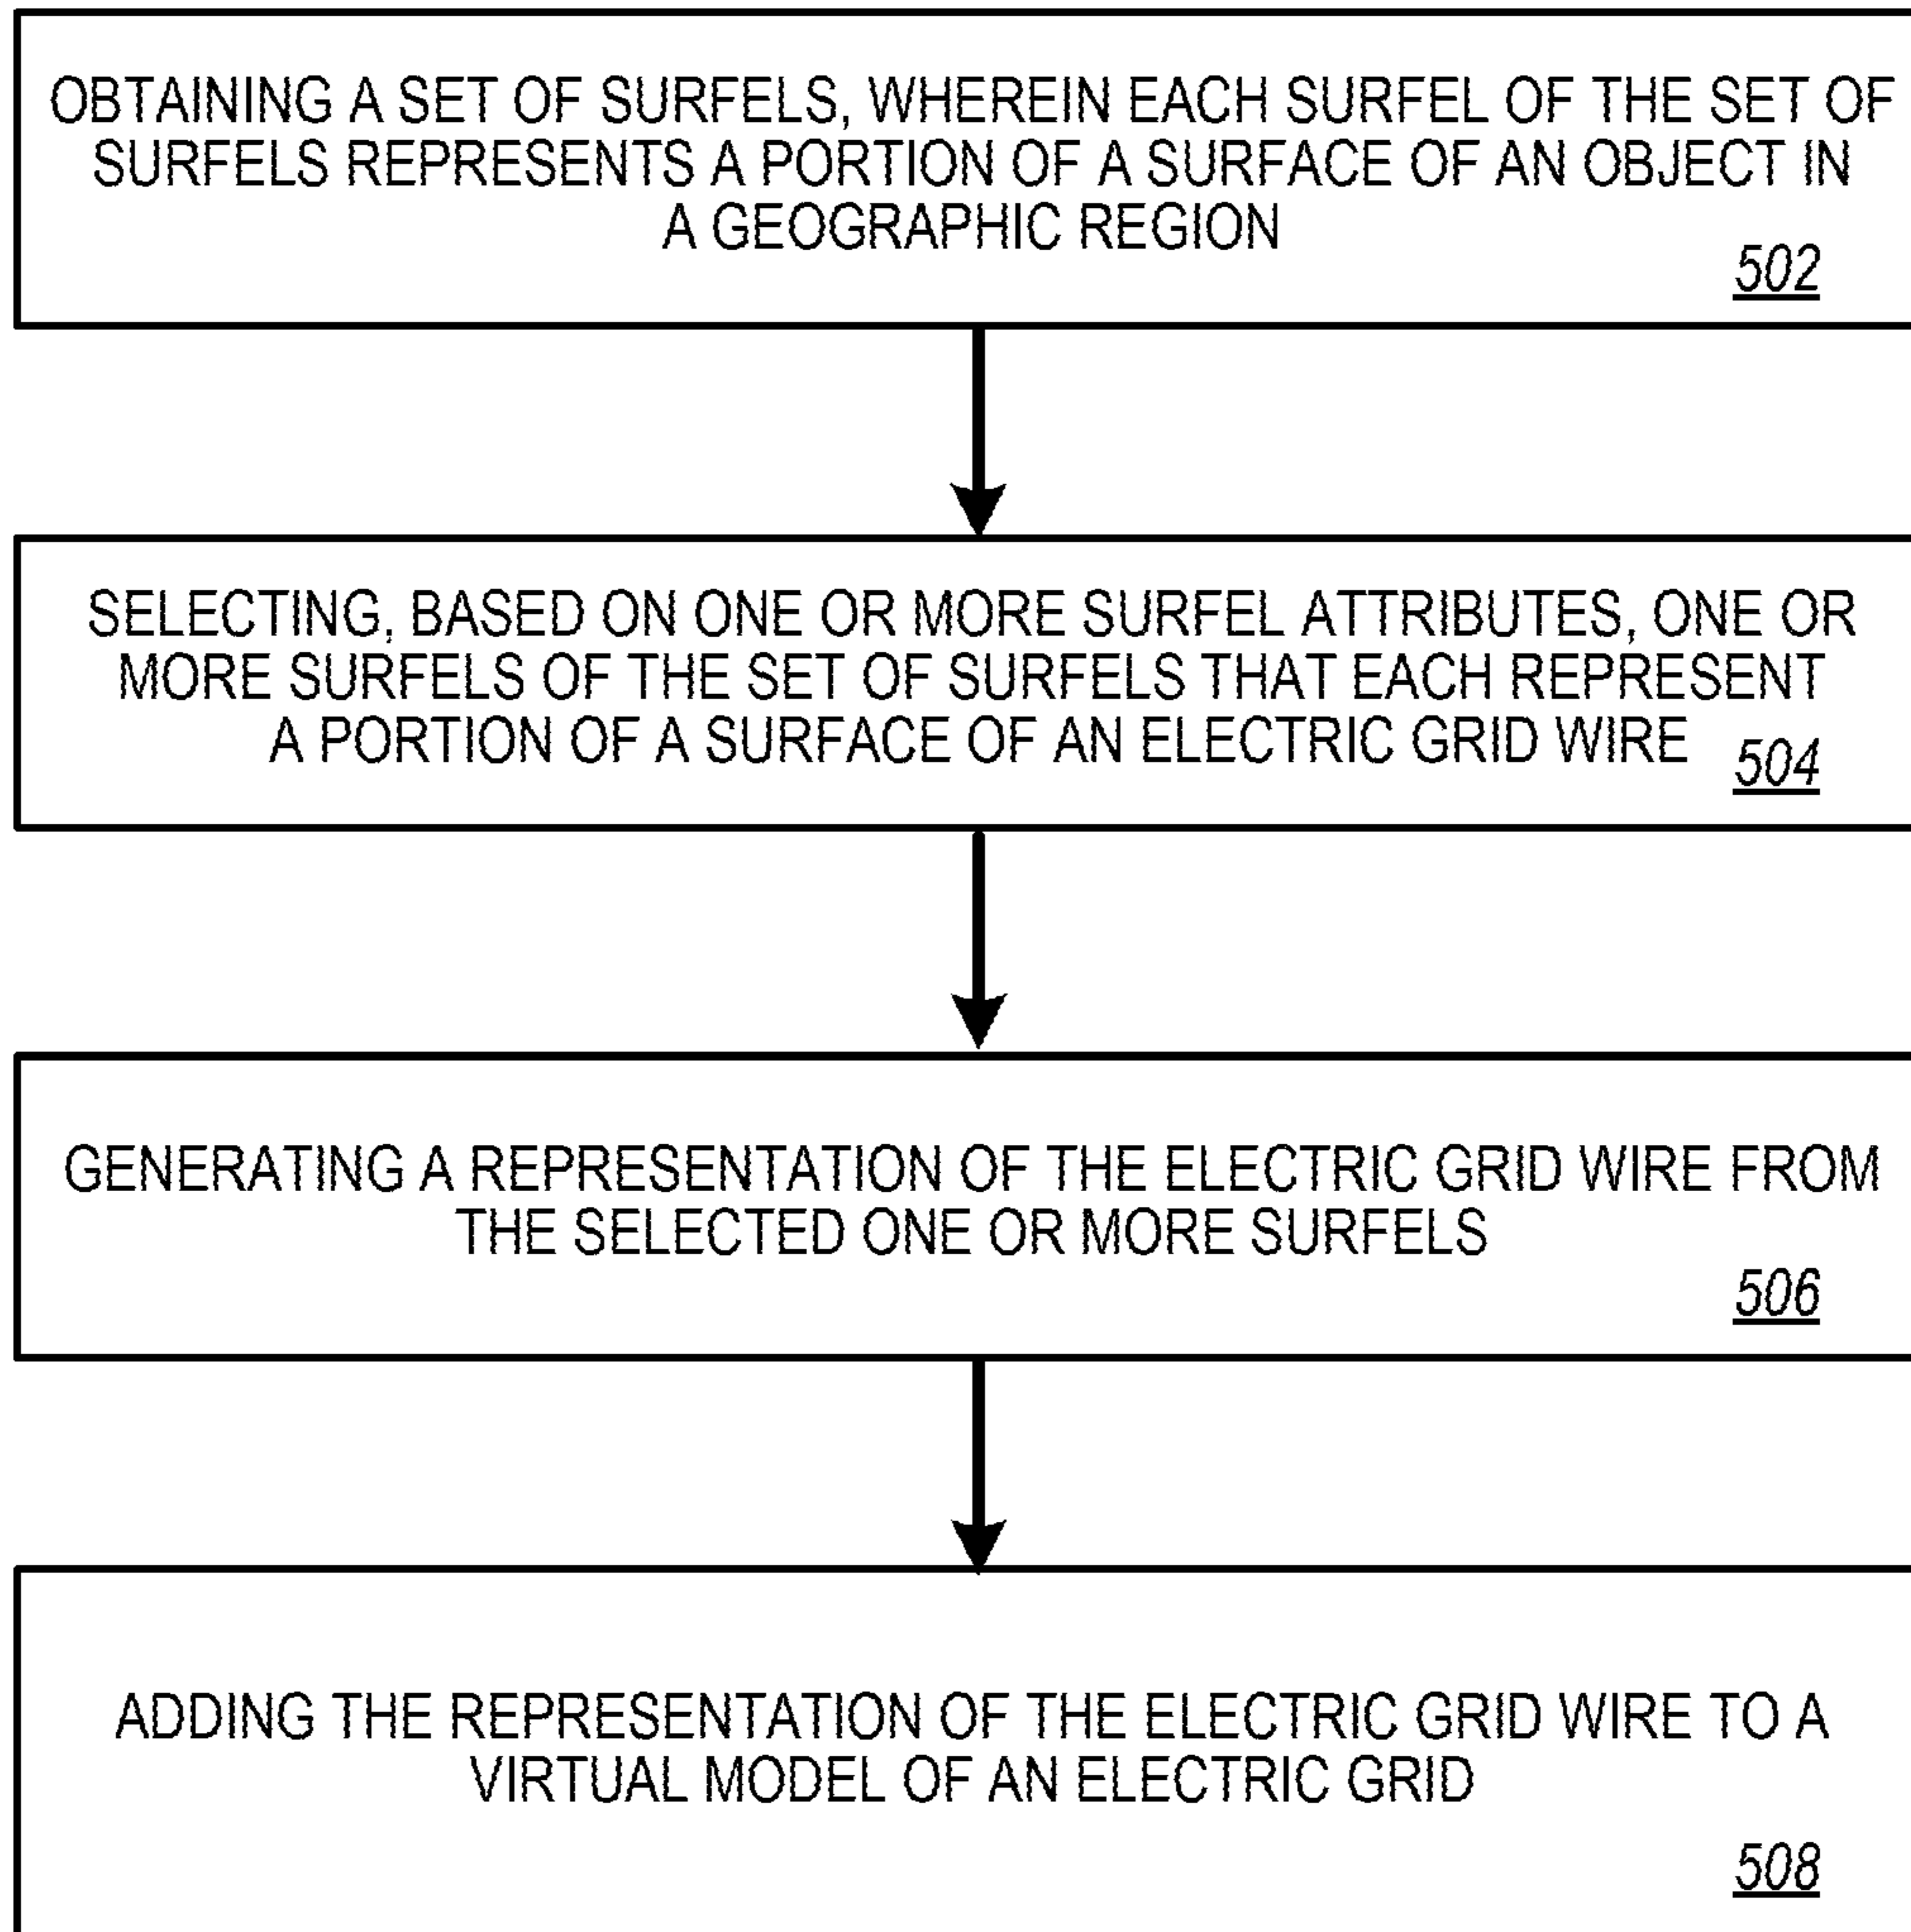 OBTAINING A SET OF SURFELS, WHEREIN EACH SURFEL OF THE SET OF
SURFELS REPRESENTS A PORTION OF A SURFACE OF AN OBJECT IN
A GEOGRAPHIC REGION
502
SELECTING, BASED ON ONE OR MORE SURFEL ATTRIBUTES, ONE OR
MORE SURFELS OF THE SET OF SURFELS THAT EACH REPRESENT
A PORTION OF A SURFACE OF AN ELECTRIC GRID WIRE
504
GENERATING A REPRESENTATION OF THE ELECTRIC GRID WIRE FROM
THE SELECTED ONE OR MORE SURFELS
506
ADDING THE REPRESENTATION OF THE ELECTRIC GRID WIRE TO A
VIRTUAL MODEL OF AN ELECTRIC GRID
508